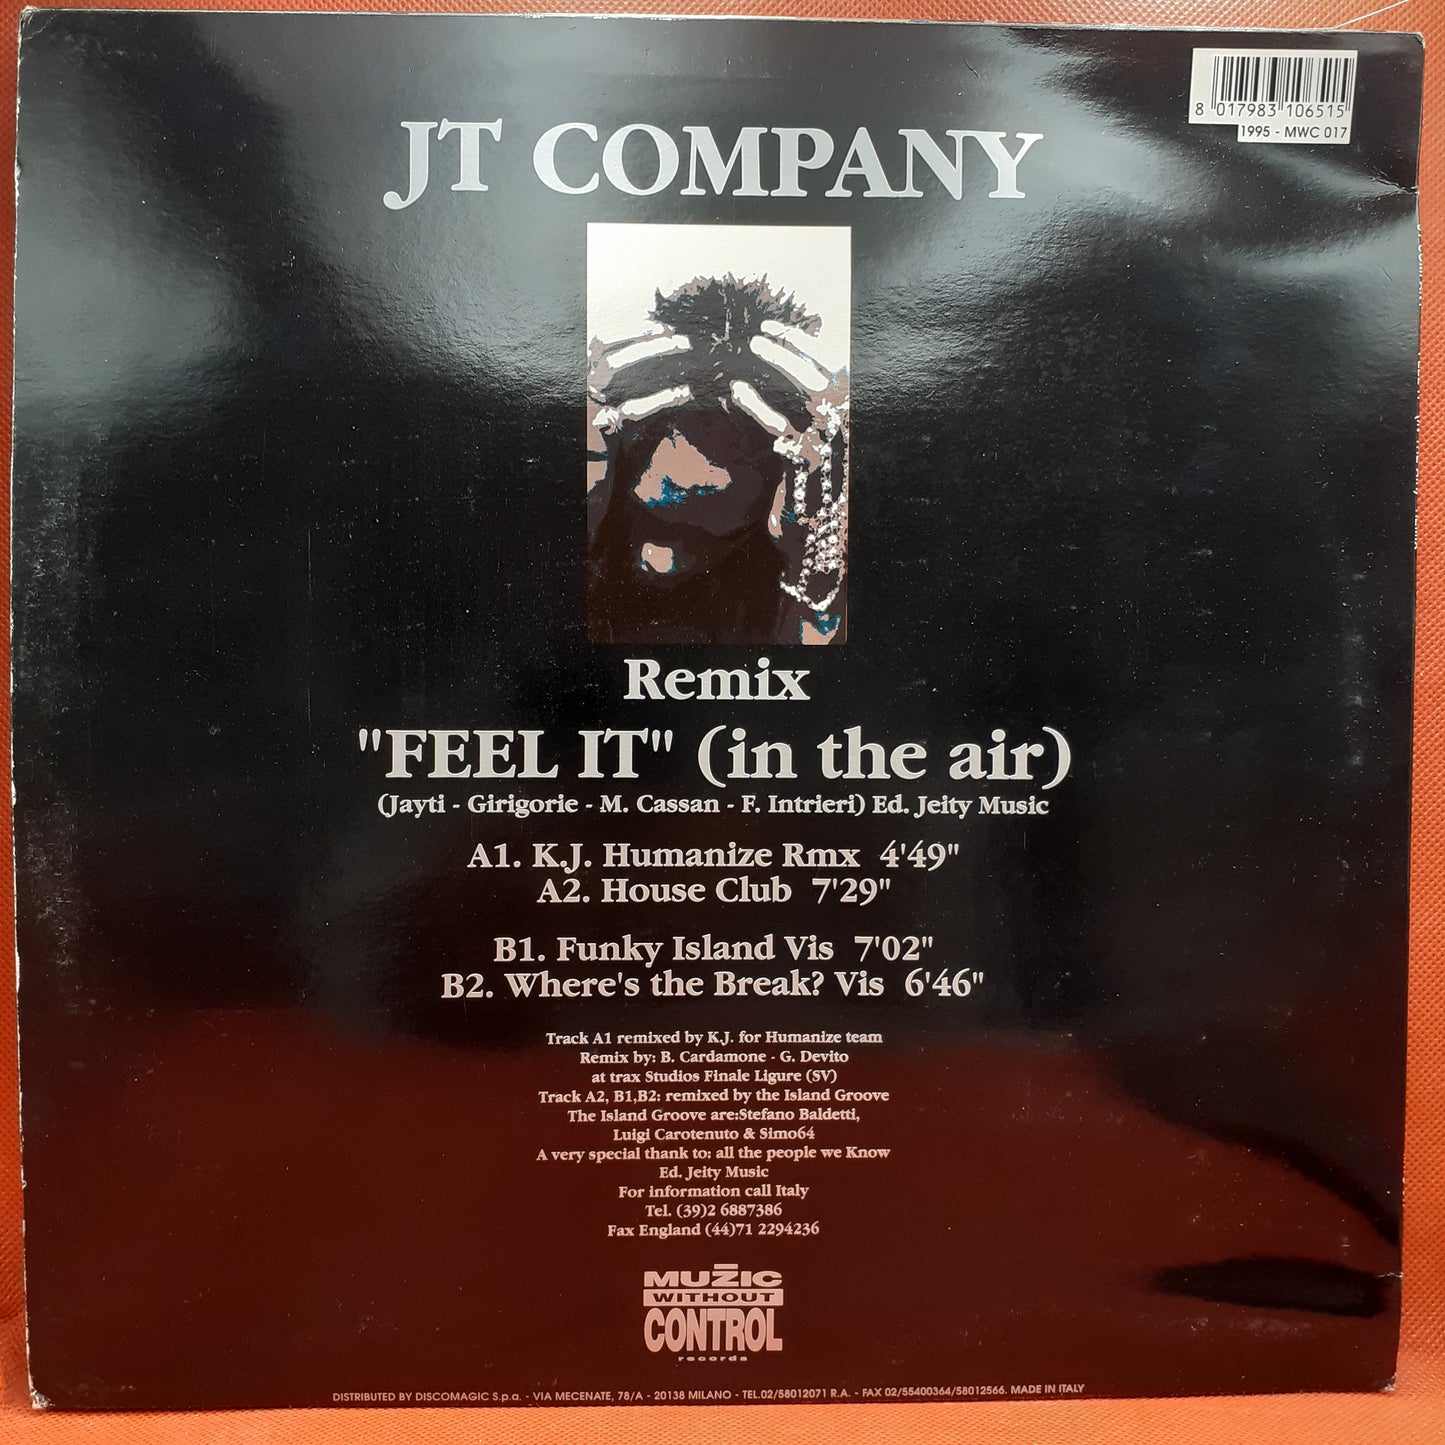 8 017983 106515
1995 - MWC 017
JT COMPANY
Remix
"FEEL IT" (in the air)
(Jayti - Girigorie - M. Cassan - F. Intrieri) Ed. Jeity Music
A1. K.J. Humanize Rmx 4'49"
A2. House Club 7'29"
B1. Funky Island Vis 7'02"
B2. Where's the Break? Vis 6'46"
Track A1 remixed by K.J. for Humanize team
Remix by: B. Cardamone - G. Devito
at trax Studios Finale Ligure (SV)
Track A2, B1,B2: remixed by the Island Groove
The Island Groove are:Stefano Baldetti,
Luigi Carotenuto & Simo64
A very special thank to: all the people we Know
Ed. Jeity Music
For information call Italy
Tel. (39)2 6887386
Fax England (44)71 2294236
MUZIC
WITHOUT
CONTROL
records
DISTRIBUTED BY DISCOMAGIC S.p.a. - VIA MECENATE, 78/A - 20138 MILANO - TEL.02/58012071 R.A. - FAX 02/55400364/58012566. MADE IN ITALY